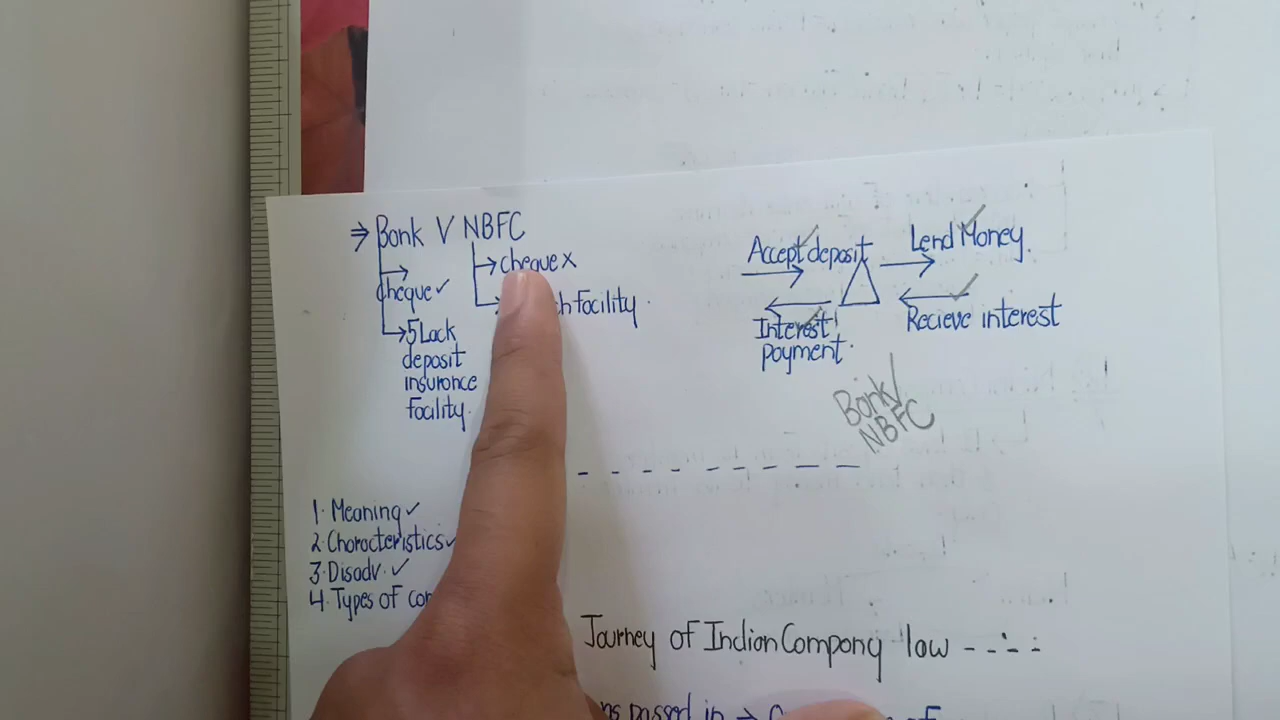 ⇒ Bank V NBFC
→ cheque ✓
→ 5 Lack
deposit
insurance
facility.
→ cheque x
facility.
Accept deposit
Lend Money.
Interest
payment.
Recieve interest
Bank/
NBFC
1. Meaning ✓
2. Characteristics ✓
3. Disadv. ✓
4. Types of
Journey of Indian Company law ----
passed in ⇒ of